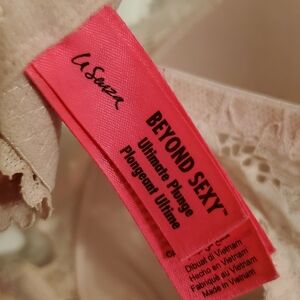 la Senza
BEYOND SEXY™
Ultimate Plunge
Plongeant Ultime
Dibuat di Vietnam
Hecho en Vietnam
Fabriqué au Vietnam
Made in Vietnam